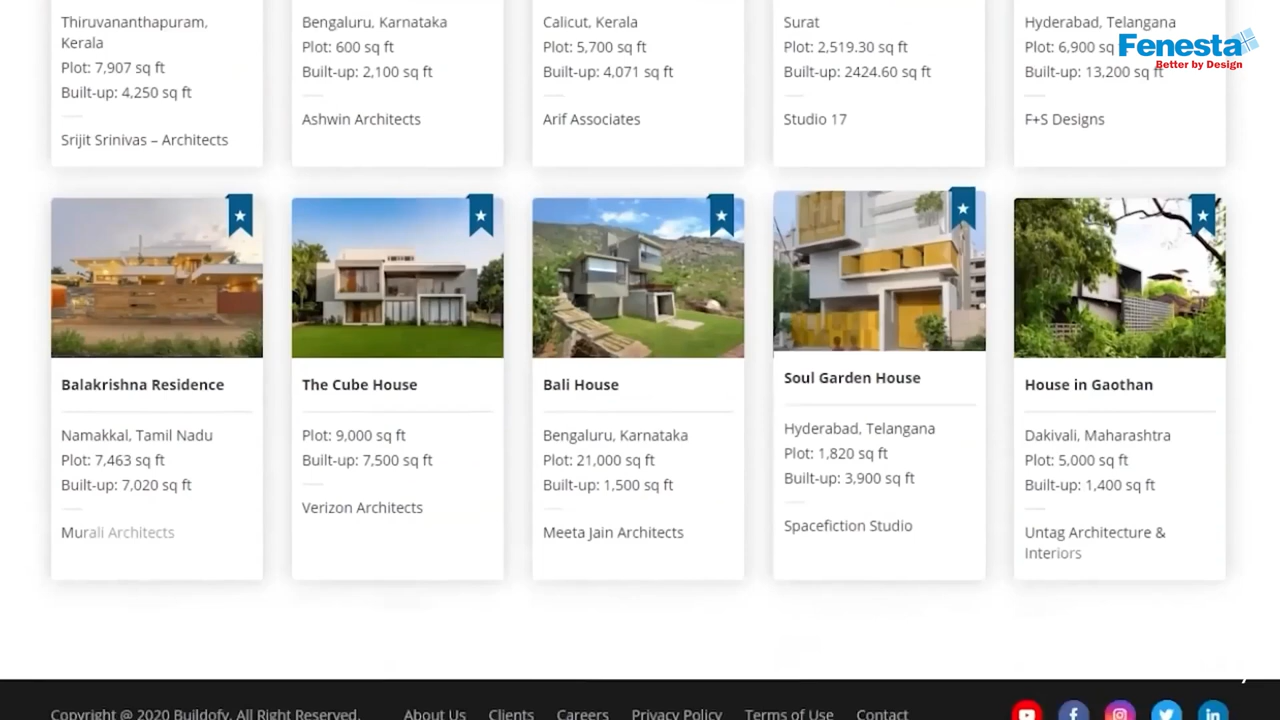 Thiruvananthapuram,
Kerala
Plot: 7,907 sq ft
Built-up: 4,250 sq ft
Srijit Srinivas – Architects
Bengaluru, Karnataka
Plot: 600 sq ft
Built-up: 2,100 sq ft
Ashwin Architects
Calicut, Kerala
Plot: 5,700 sq ft
Built-up: 4,071 sq ft
Arif Associates
Surat
Plot: 2,519.30 sq ft
Built-up: 2424.60 sq ft
Studio 17
Hyderabad, Telangana
Plot: 6,900 sq ft
Built-up: 13,200 sq ft
F+S Designs
Fenesta
Better by Design
Balakrishna Residence
Namakkal, Tamil Nadu
Plot: 7,463 sq ft
Built-up: 7,020 sq ft
Murali Architects
The Cube House
Plot: 9,000 sq ft
Built-up: 7,500 sq ft
Verizon Architects
Bali House
Bengaluru, Karnataka
Plot: 21,000 sq ft
Built-up: 1,500 sq ft
Meeta Jain Architects
Soul Garden House
Hyderabad, Telangana
Plot: 1,820 sq ft
Built-up: 3,900 sq ft
Spacefiction Studio
House in Gaothan
Dakivali, Maharashtra
Plot: 5,000 sq ft
Built-up: 1,400 sq ft
Untag Architecture &
Interiors
Copyright @ 2020 Buildofy. All Right Reserved. About Us Clients Careers Privacy Policy Terms of Use Contact